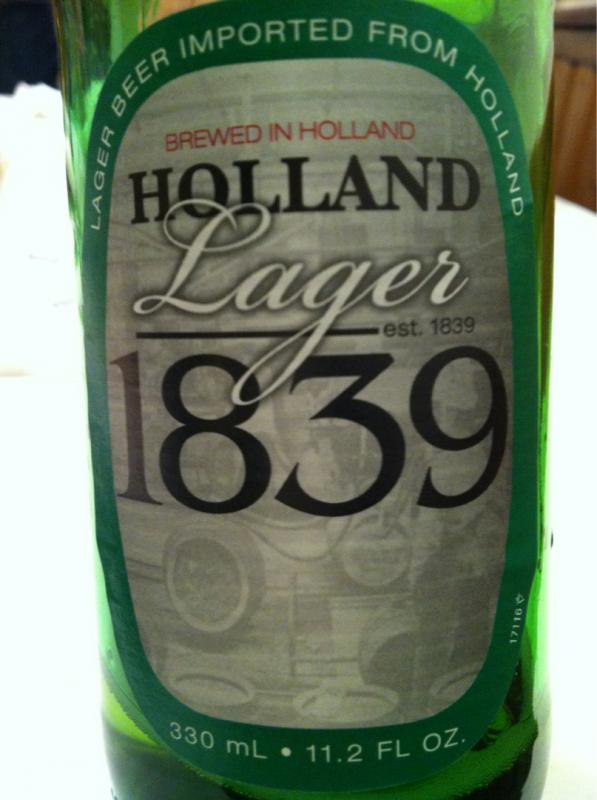 LAGER BEER IMPORTED FROM HOLLAND
BREWED IN HOLLAND
HOLLAND
Lager
est. 1839
1839
17116
330 mL • 11.2 FL OZ.